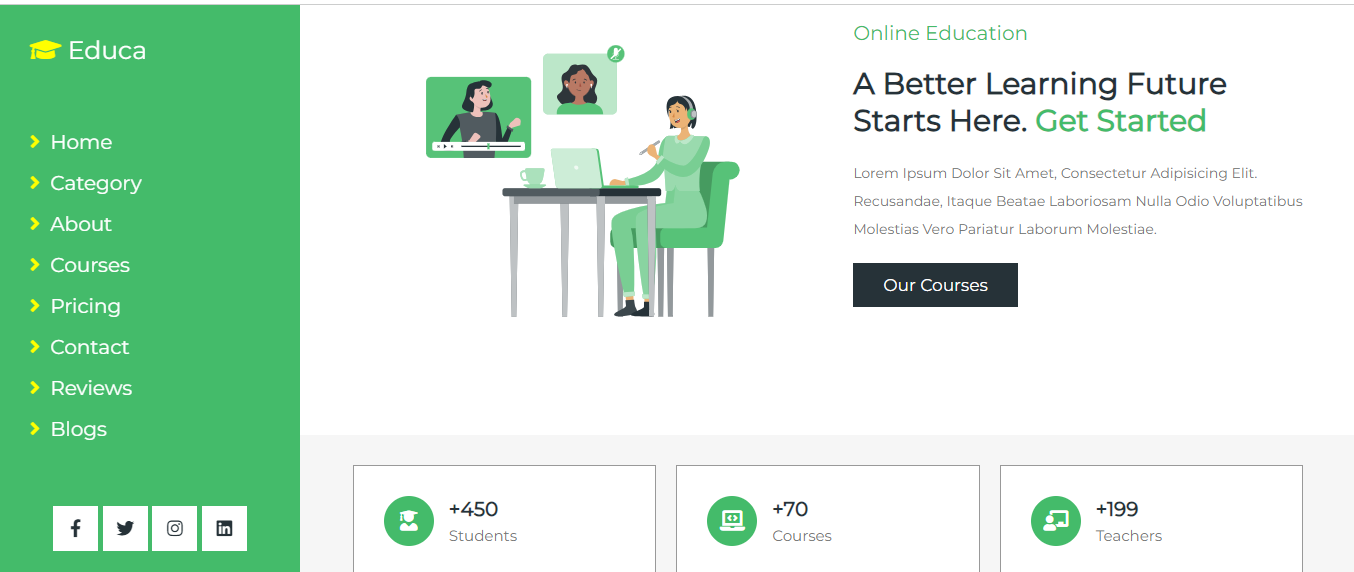 Educa
Home
Category
About
Courses
Pricing
Contact
Reviews
Blogs
Online Education
A Better Learning Future
Starts Here. Get Started
Lorem Ipsum Dolor Sit Amet, Consectetur Adipisicing Elit.
Recusandae, Itaque Beatae Laboriosam Nulla Odio Voluptatibus
Molestias Vero Pariatur Laborum Molestiae.
Our Courses
+450
Students
+70
Courses
+199
Teachers